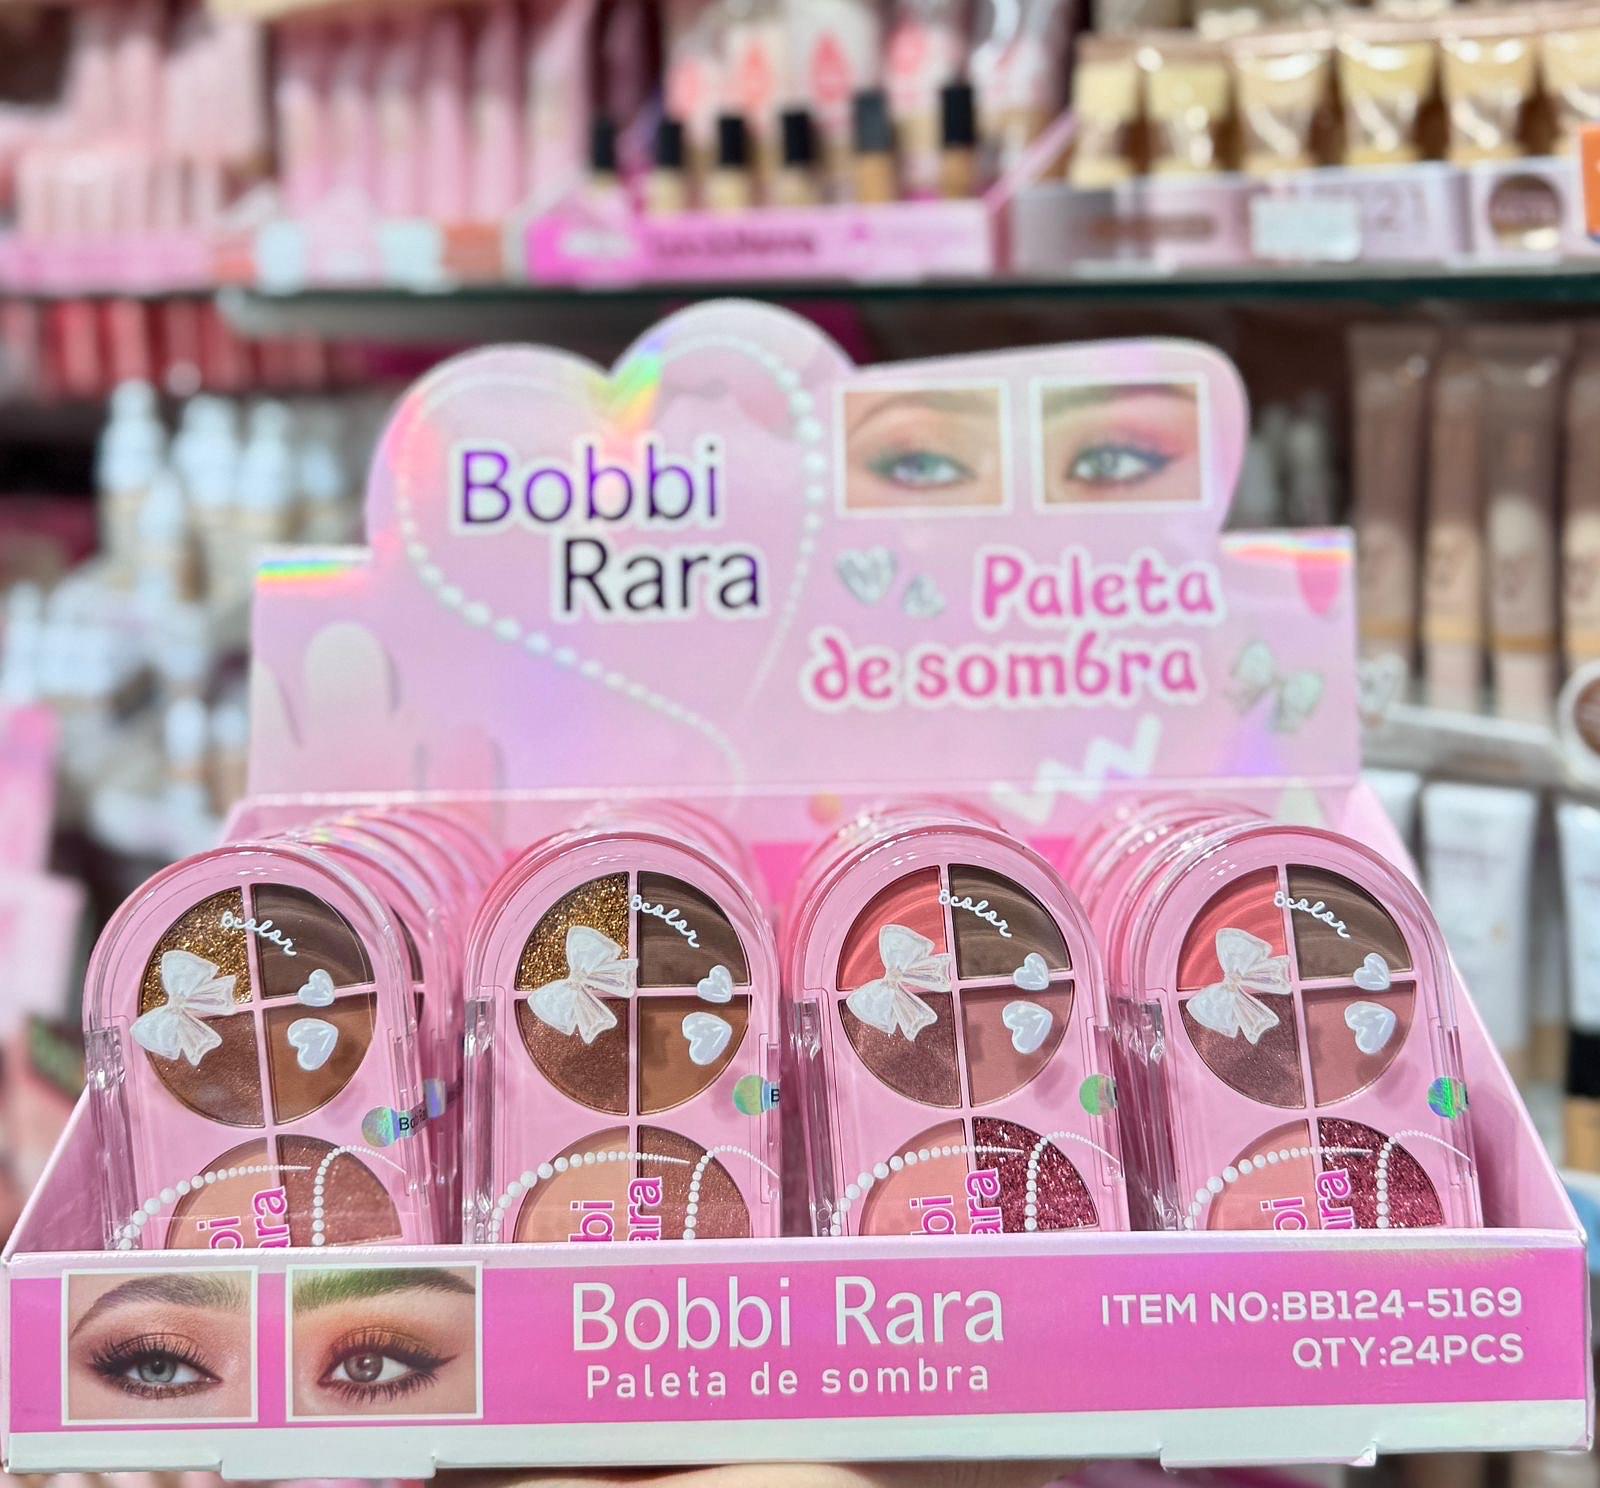 Bobbi
Rara
Paleta
de sombra
8color
8color
8color
8color
Bobbi Rara
Paleta de sombra
ITEM NO:BB124-5169
QTY:24PCS